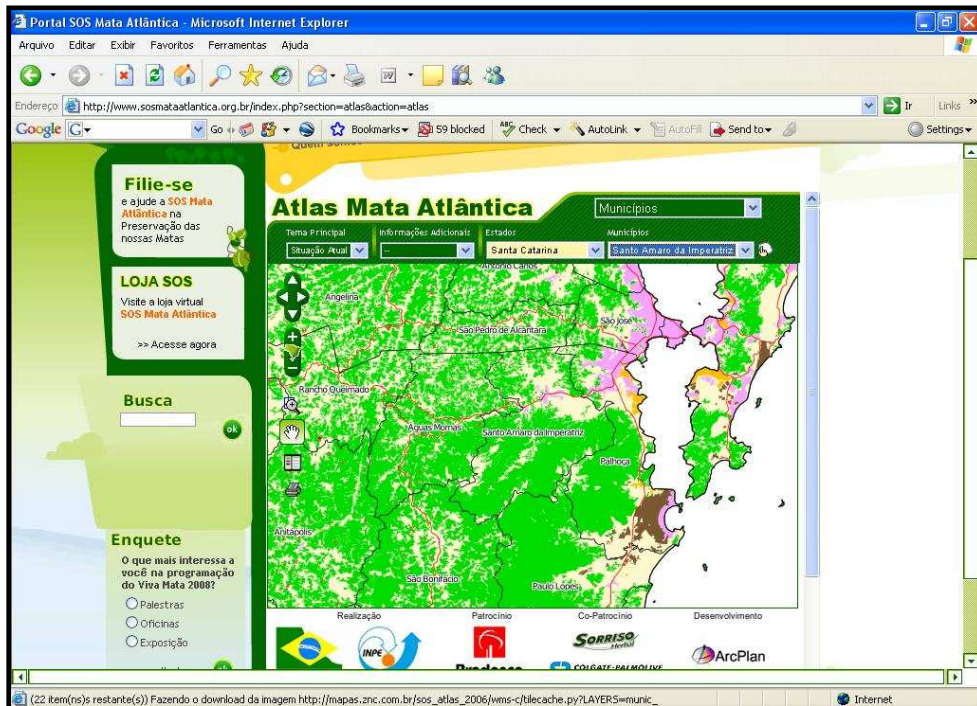 Portal SOS Mata Atlântica - Microsoft Internet Explorer
Arquivo Editar Exibir Favoritos Ferramentas Ajuda
Endereço http://www.sosmataatlantica.org.br/index.php?section=atlas&action=atlas Ir Links »
Google G Go Bookmarks 59 blocked ABC Check AutoLink AutoFill Send to Settings
Quem somos
Filie-se
e ajude a SOS Mata
Atlântica na
Preservação das
nossas Matas
LOJA SOS
Visite a loja virtual
SOS Mata Atlântica
>> Acesse agora
Busca
ok
Enquete
O que mais interessa a
você na programação
do Viva Mata 2008?
Palestras
Oficinas
Exposição
Atlas Mata Atlântica
Municípios
Tema Principal Informações Adicionais Estados Municípios
Situação Atual -- Santa Catarina Santo Amaro da Imperatriz
Antônio Carlos
Angelina
São José
São Pedro de Alcântara
Rancho Queimado
Águas Mornas
Santo Amaro da Imperatriz
Palhoça
Anitápolis
São Bonifácio
Paulo Lopes
Realização Patrocínio Co-Patrocínio Desenvolvimento
INPE
Bradesco
SORRISO
Herbal
COLGATE-PALMOLIVE
ArcPlan
(22 item(ns)s restante(s)) Fazendo o download da imagem http://mapas.znc.com.br/sos_atlas_2006/wms-c/tilecache.py?LAYERS=munic_ Internet